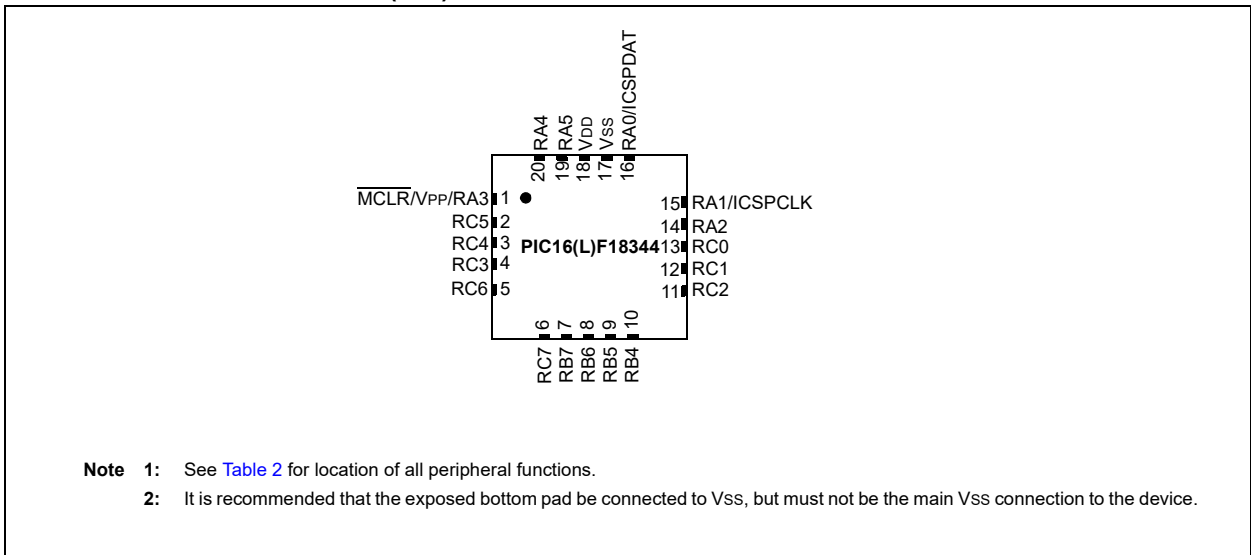 20 RA4
19 RA5
18 VDD
17 VSS
16 RA0/ICSPDAT
MCLR/VPP/RA3 1
RC5 2
RC4 3
RC3 4
RC6 5
PIC16(L)F18344
15 RA1/ICSPCLK
14 RA2
13 RC0
12 RC1
11 RC2
RC7 6
RB7 7
RB6 8
RB5 9
RB4 10
Note 1: See Table 2 for location of all peripheral functions.
2: It is recommended that the exposed bottom pad be connected to VSS, but must not be the main VSS connection to the device.